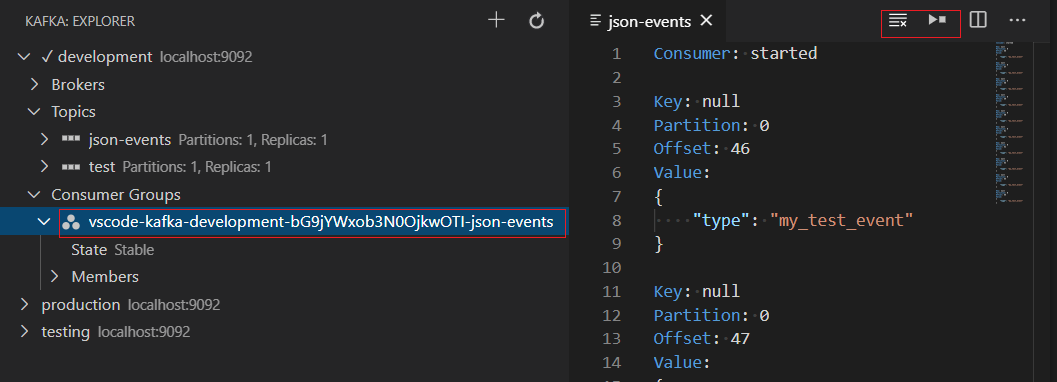 KAFKA: EXPLORER
✓ development localhost:9092
Brokers
Topics
json-events Partitions: 1, Replicas: 1
test Partitions: 1, Replicas: 1
Consumer Groups
vscode-kafka-development-bG9jYWxob3N0OjkwOTI-json-events
State Stable
Members
production localhost:9092
testing localhost:9092
json-events
1 Consumer: started
2
3 Key: null
4 Partition: 0
5 Offset: 46
6 Value:
7 {
8 "type": "my_test_event"
9 }
10
11 Key: null
12 Partition: 0
13 Offset: 47
14 Value: